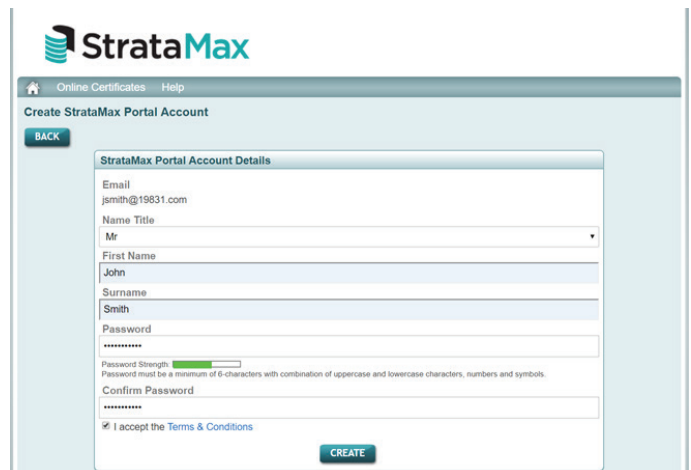 StrataMax
Online Certificates Help
Create StrataMax Portal Account
BACK
StrataMax Portal Account Details
Email
jsmith@19831.com
Name Title
Mr
First Name
John
Surname
Smith
Password
•••••••••••
Password Strength:
Password must be a minimum of 6-characters with combination of uppercase and lowercase characters, numbers and symbols.
Confirm Password
•••••••••••
I accept the Terms & Conditions
CREATE